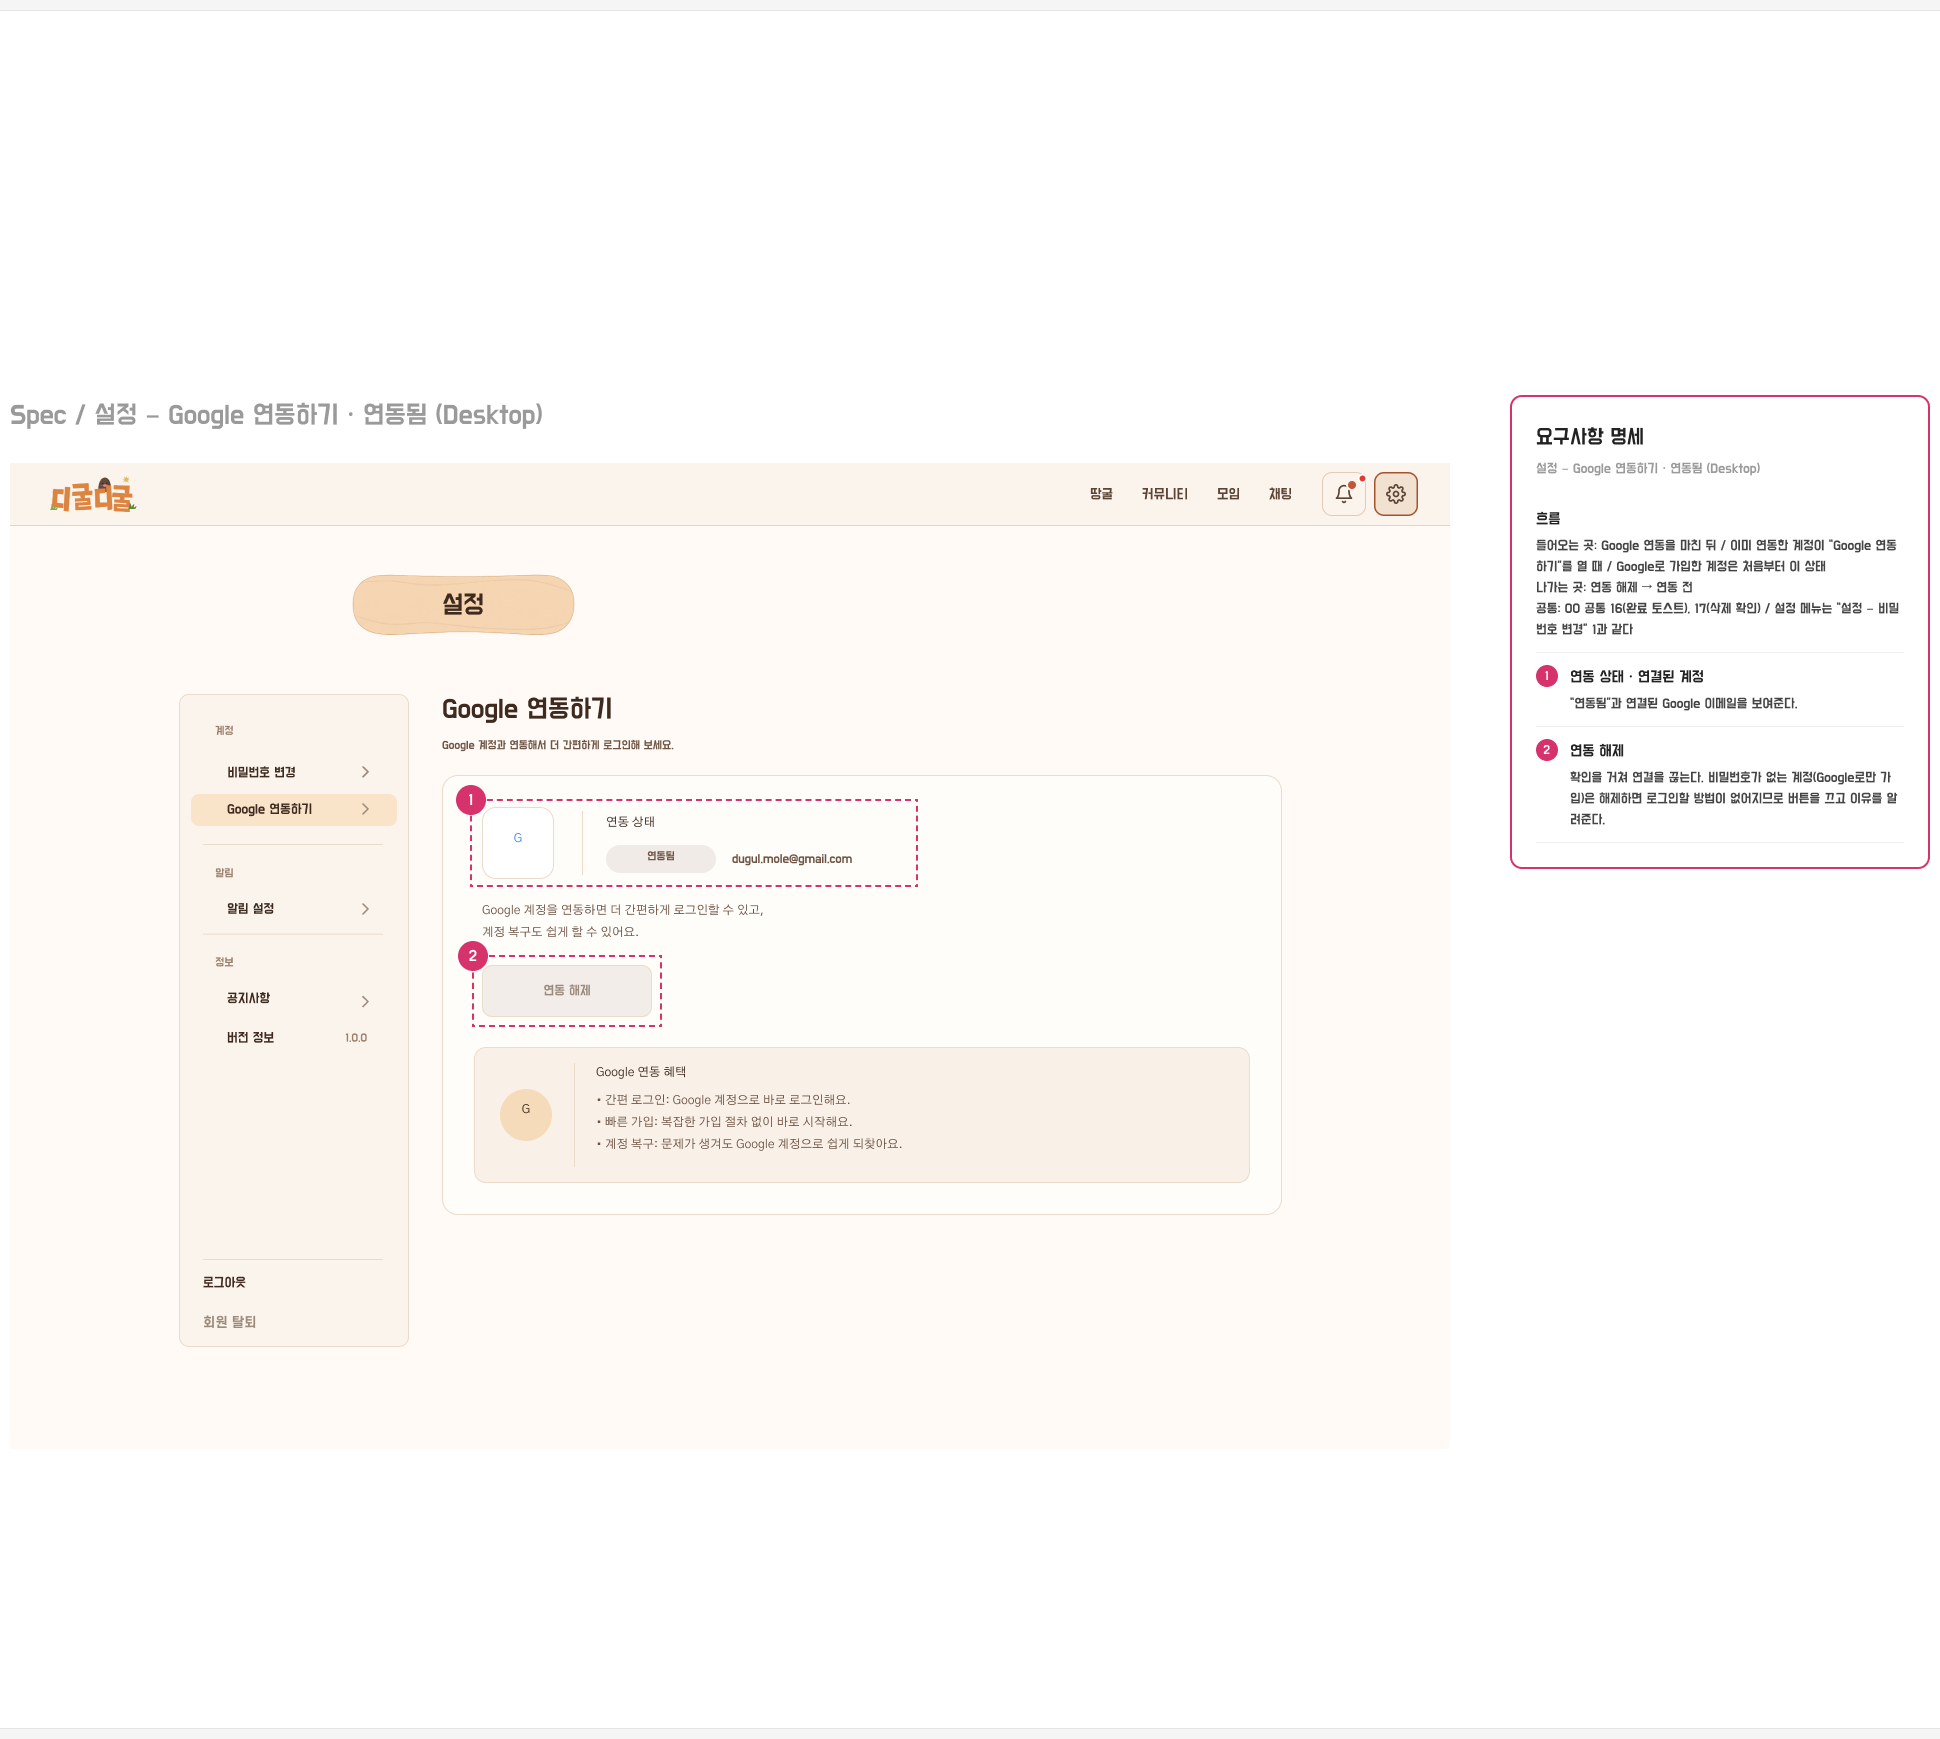 Spec / 설정 – Google 연동하기 · 연동됨 (Desktop)
디굴디굴
땅굴
커뮤니티
모임
채팅
설정
계정
비밀번호 변경
Google 연동하기
알림
알림 설정
정보
공지사항
버전 정보
1.0.0
로그아웃
회원 탈퇴
Google 연동하기
Google 계정과 연동해서 더 간편하게 로그인해 보세요.
1
G
연동 상태
연동됨
dugul.mole@gmail.com
Google 계정을 연동하면 더 간편하게 로그인할 수 있고,
계정 복구도 쉽게 할 수 있어요.
2
연동 해제
G
Google 연동 혜택
• 간편 로그인: Google 계정으로 바로 로그인해요.
• 빠른 가입: 복잡한 가입 절차 없이 바로 시작해요.
• 계정 복구: 문제가 생겨도 Google 계정으로 쉽게 되찾아요.
요구사항 명세
설정 – Google 연동하기 · 연동됨 (Desktop)
흐름
들어오는 곳: Google 연동을 마친 뒤 / 이미 연동한 계정이 "Google 연동
하기"를 열 때 / Google로 가입한 계정은 처음부터 이 상태
나가는 곳: 연동 해제 → 연동 전
공통: 00 공통 16(완료 토스트), 17(삭제 확인) / 설정 메뉴는 "설정 – 비밀
번호 변경" 1과 같다
1
연동 상태 · 연결된 계정
"연동됨"과 연결된 Google 이메일을 보여준다.
2
연동 해제
확인을 거쳐 연결을 끊는다. 비밀번호가 없는 계정(Google로만 가
입)은 해제하면 로그인할 방법이 없어지므로 버튼을 끄고 이유를 알
려준다.